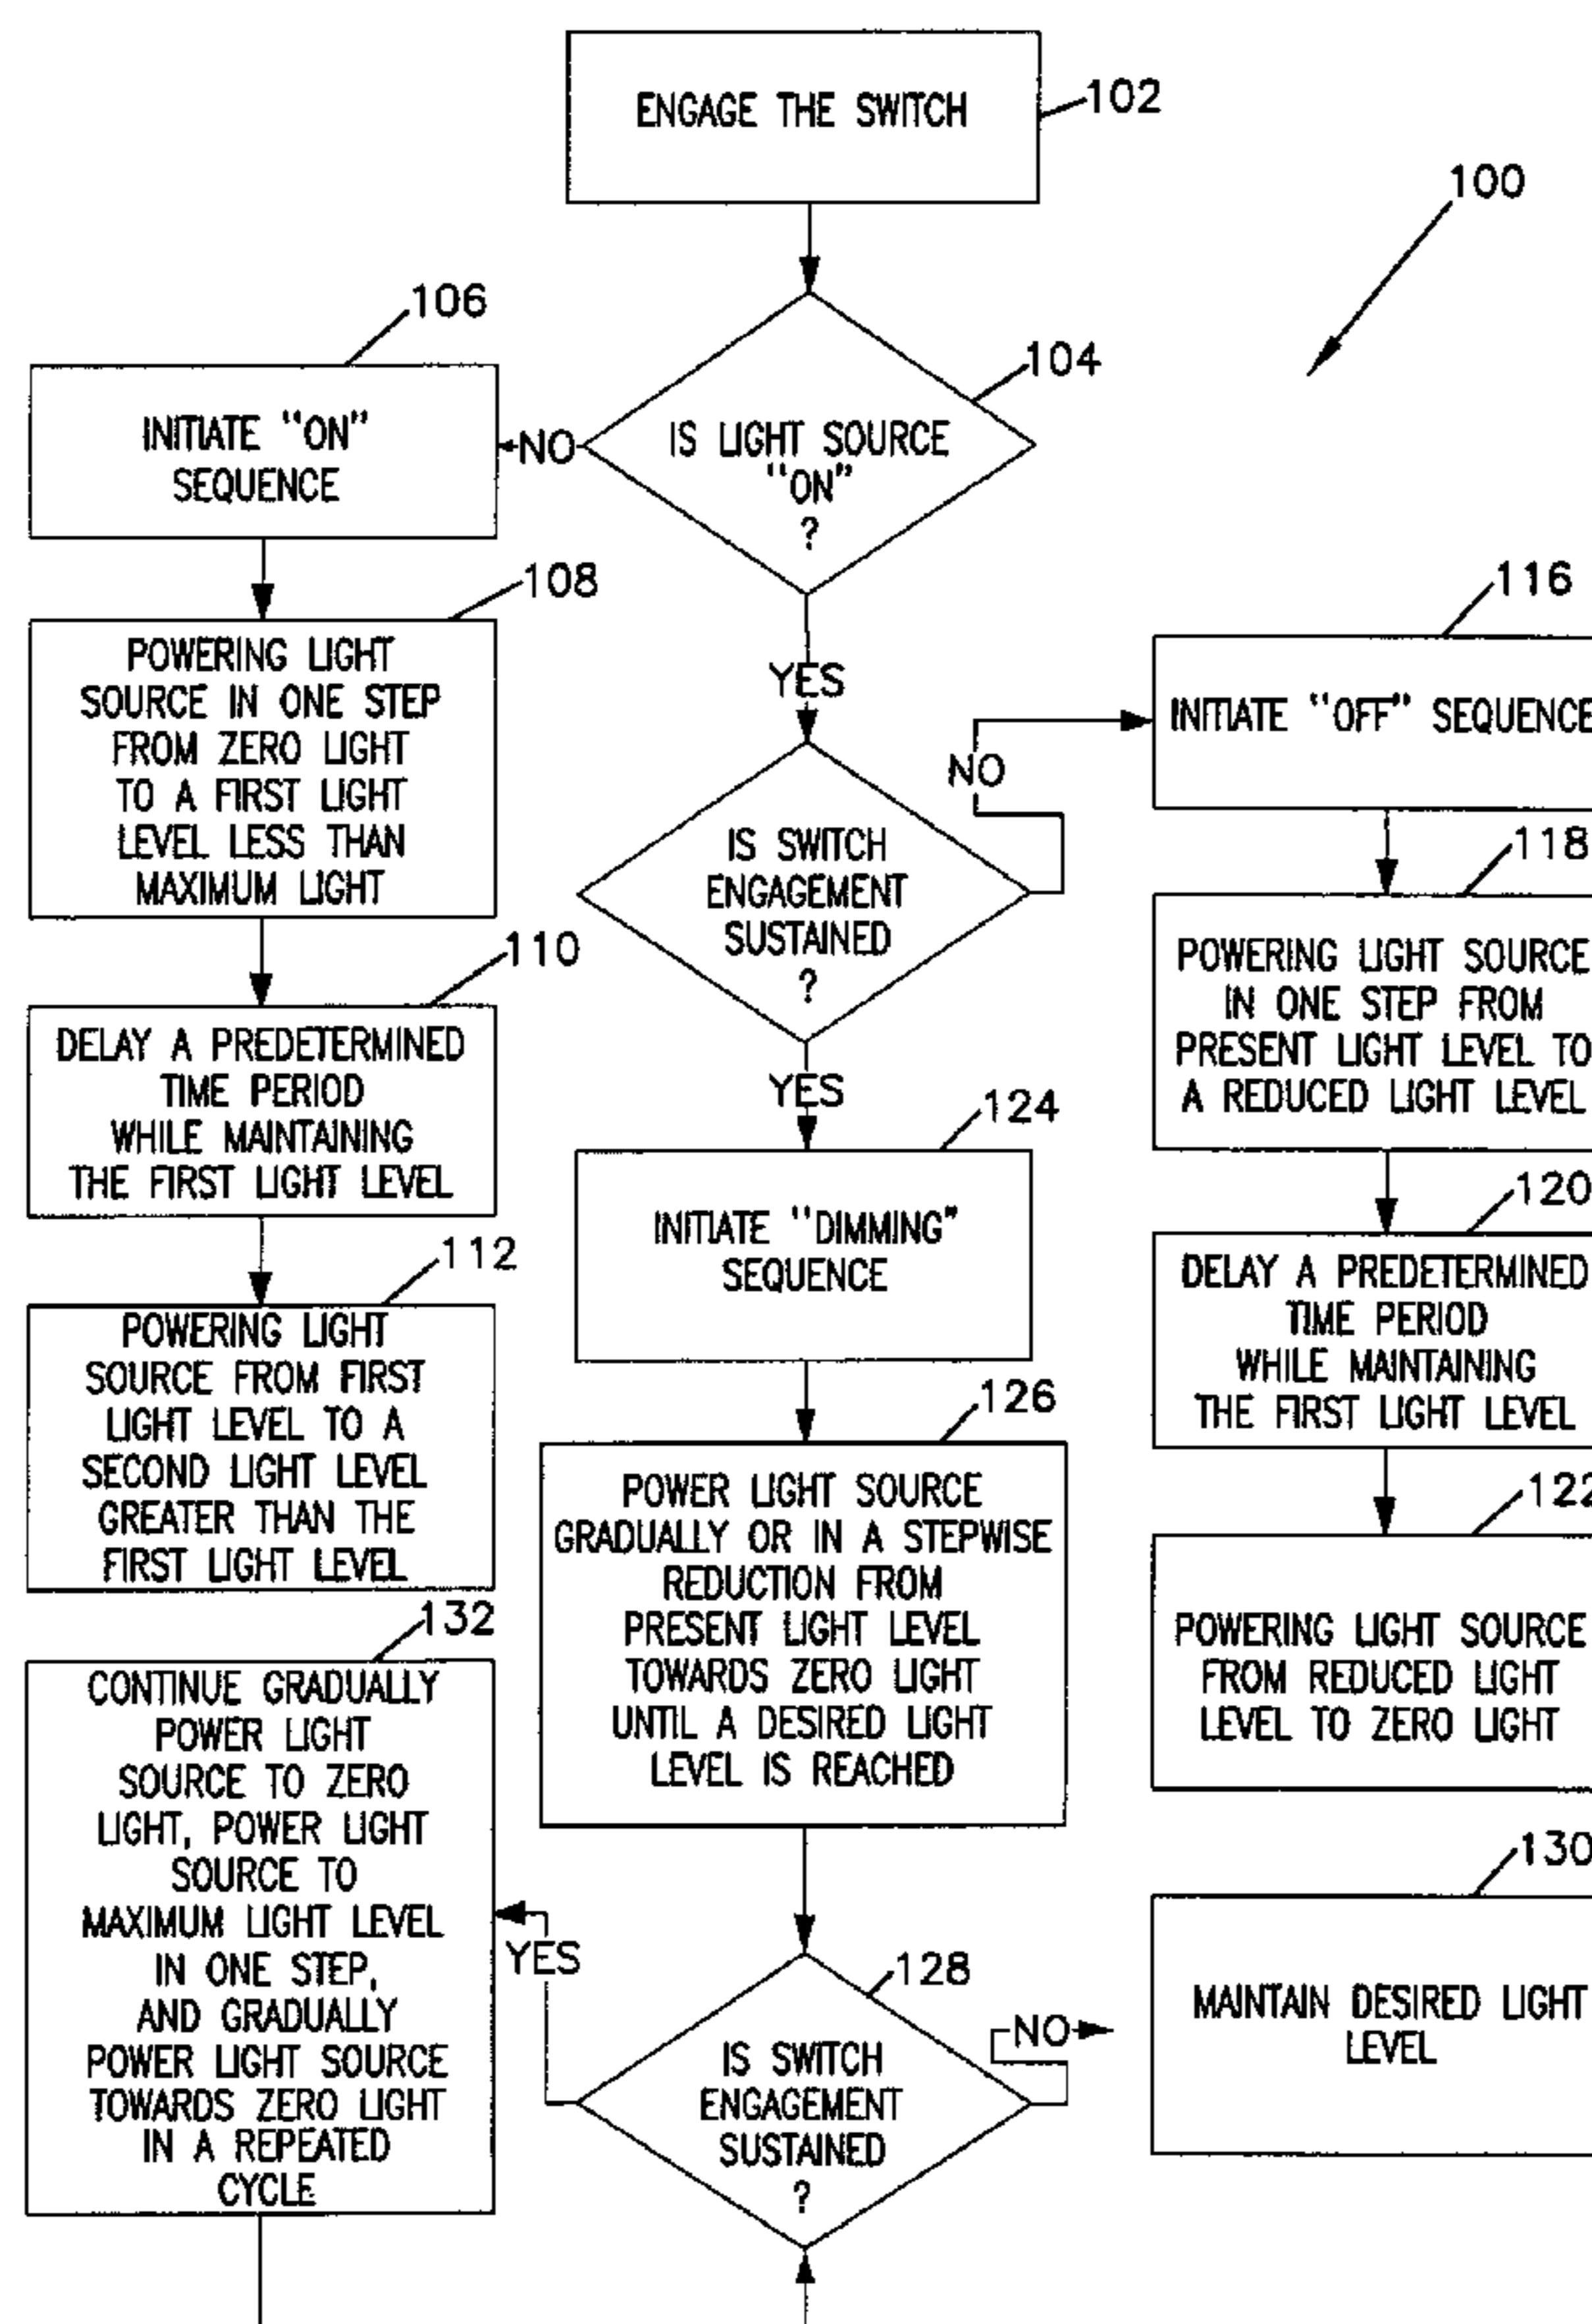 ENGAGE THE SWITCH
102
100
106
INITIATE "ON"
SEQUENCE
NO
104
IS LIGHT SOURCE
"ON"
?
108
POWERING LIGHT
SOURCE IN ONE STEP
FROM ZERO LIGHT
TO A FIRST LIGHT
LEVEL LESS THAN
MAXIMUM LIGHT
YES
116
INITIATE "OFF" SEQUENCE
NO
IS SWITCH
ENGAGEMENT
SUSTAINED
?
118
POWERING LIGHT SOURCE
IN ONE STEP FROM
PRESENT LIGHT LEVEL TO
A REDUCED LIGHT LEVEL
110
DELAY A PREDETERMINED
TIME PERIOD
WHILE MAINTAINING
THE FIRST LIGHT LEVEL
YES
124
INITIATE "DIMMING"
SEQUENCE
120
DELAY A PREDETERMINED
TIME PERIOD
WHILE MAINTAINING
THE FIRST LIGHT LEVEL
112
POWERING LIGHT
SOURCE FROM FIRST
LIGHT LEVEL TO A
SECOND LIGHT LEVEL
GREATER THAN THE
FIRST LIGHT LEVEL
126
POWER LIGHT SOURCE
GRADUALLY OR IN A STEPWISE
REDUCTION FROM
PRESENT LIGHT LEVEL
TOWARDS ZERO LIGHT
UNTIL A DESIRED LIGHT
LEVEL IS REACHED
122
POWERING LIGHT SOURCE
FROM REDUCED LIGHT
LEVEL TO ZERO LIGHT
132
CONTINUE GRADUALLY
POWER LIGHT
SOURCE TO ZERO
LIGHT, POWER LIGHT
SOURCE TO
MAXIMUM LIGHT LEVEL
IN ONE STEP,
AND GRADUALLY
POWER LIGHT SOURCE
TOWARDS ZERO LIGHT
IN A REPEATED
CYCLE
YES
128
IS SWITCH
ENGAGEMENT
SUSTAINED
?
NO
130
MAINTAIN DESIRED LIGHT
LEVEL